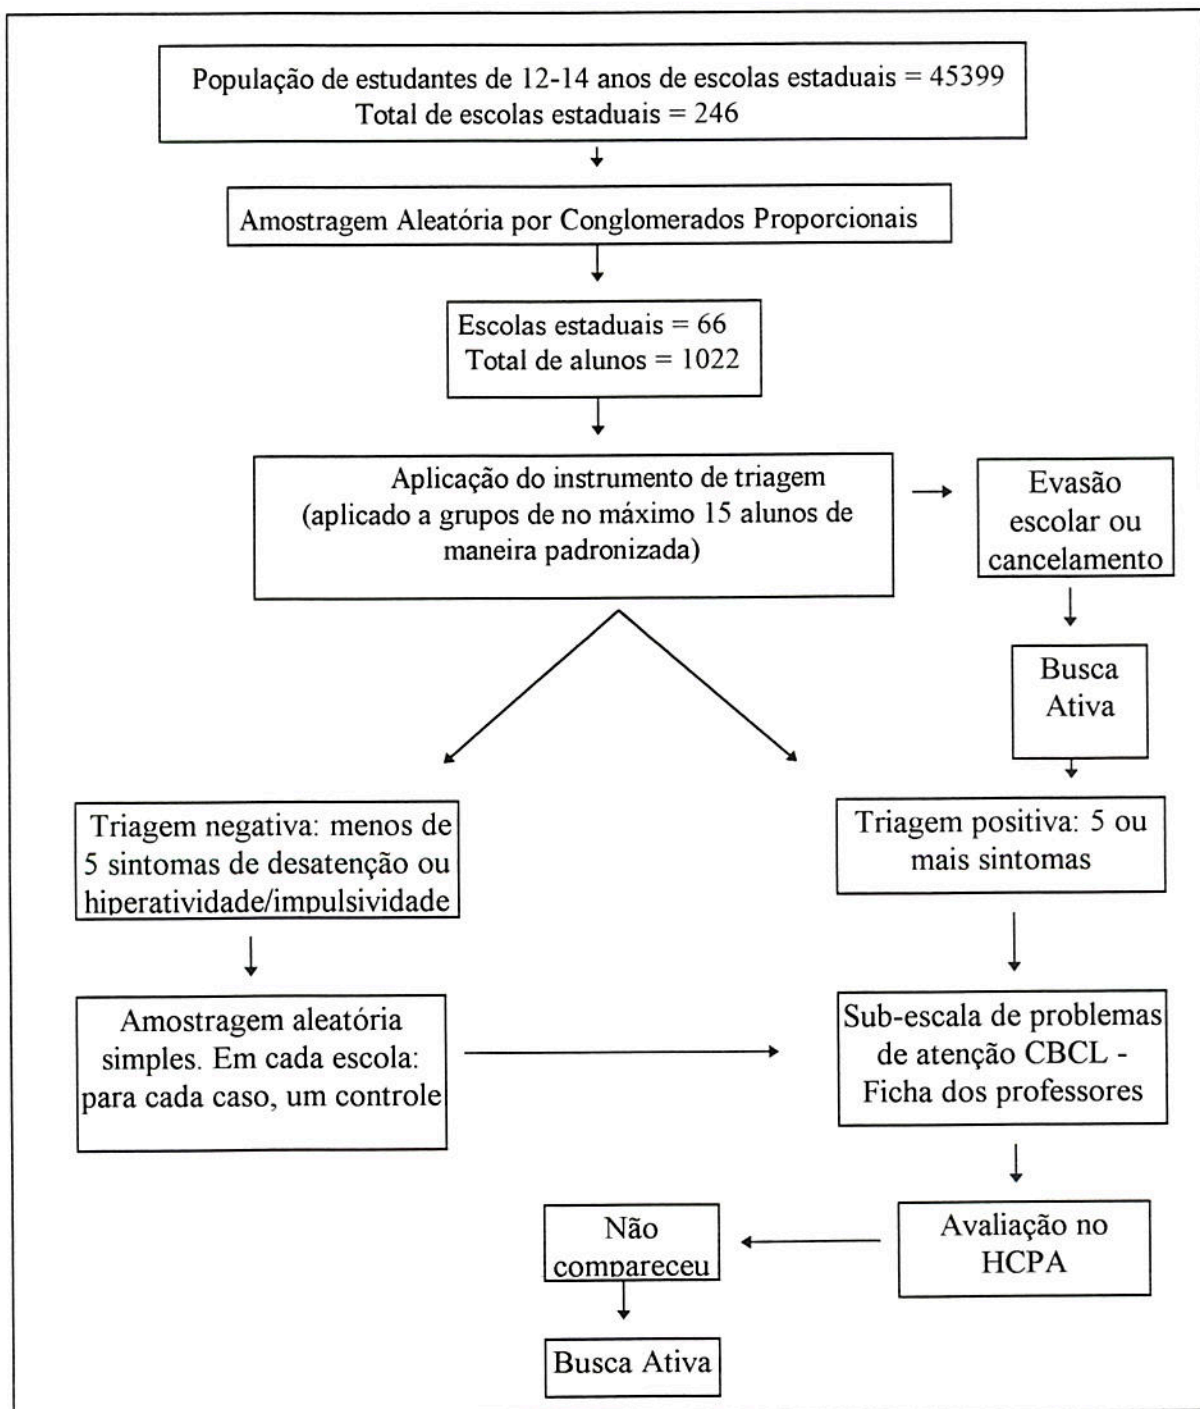 População de estudantes de 12-14 anos de escolas estaduais = 45399
Total de escolas estaduais = 246
Amostragem Aleatória por Conglomerados Proporcionais
Escolas estaduais = 66
Total de alunos = 1022
Aplicação do instrumento de triagem
(aplicado a grupos de no máximo 15 alunos de
maneira padronizada)
Evasão
escolar ou
cancelamento
Busca
Ativa
Triagem negativa: menos de
5 sintomas de desatenção ou
hiperatividade/impulsividade
Triagem positiva: 5 ou
mais sintomas
Amostragem aleatória
simples. Em cada escola:
para cada caso, um controle
Sub-escala de problemas
de atenção CBCL -
Ficha dos professores
Não
compareceu
Avaliação no
HCPA
Busca Ativa